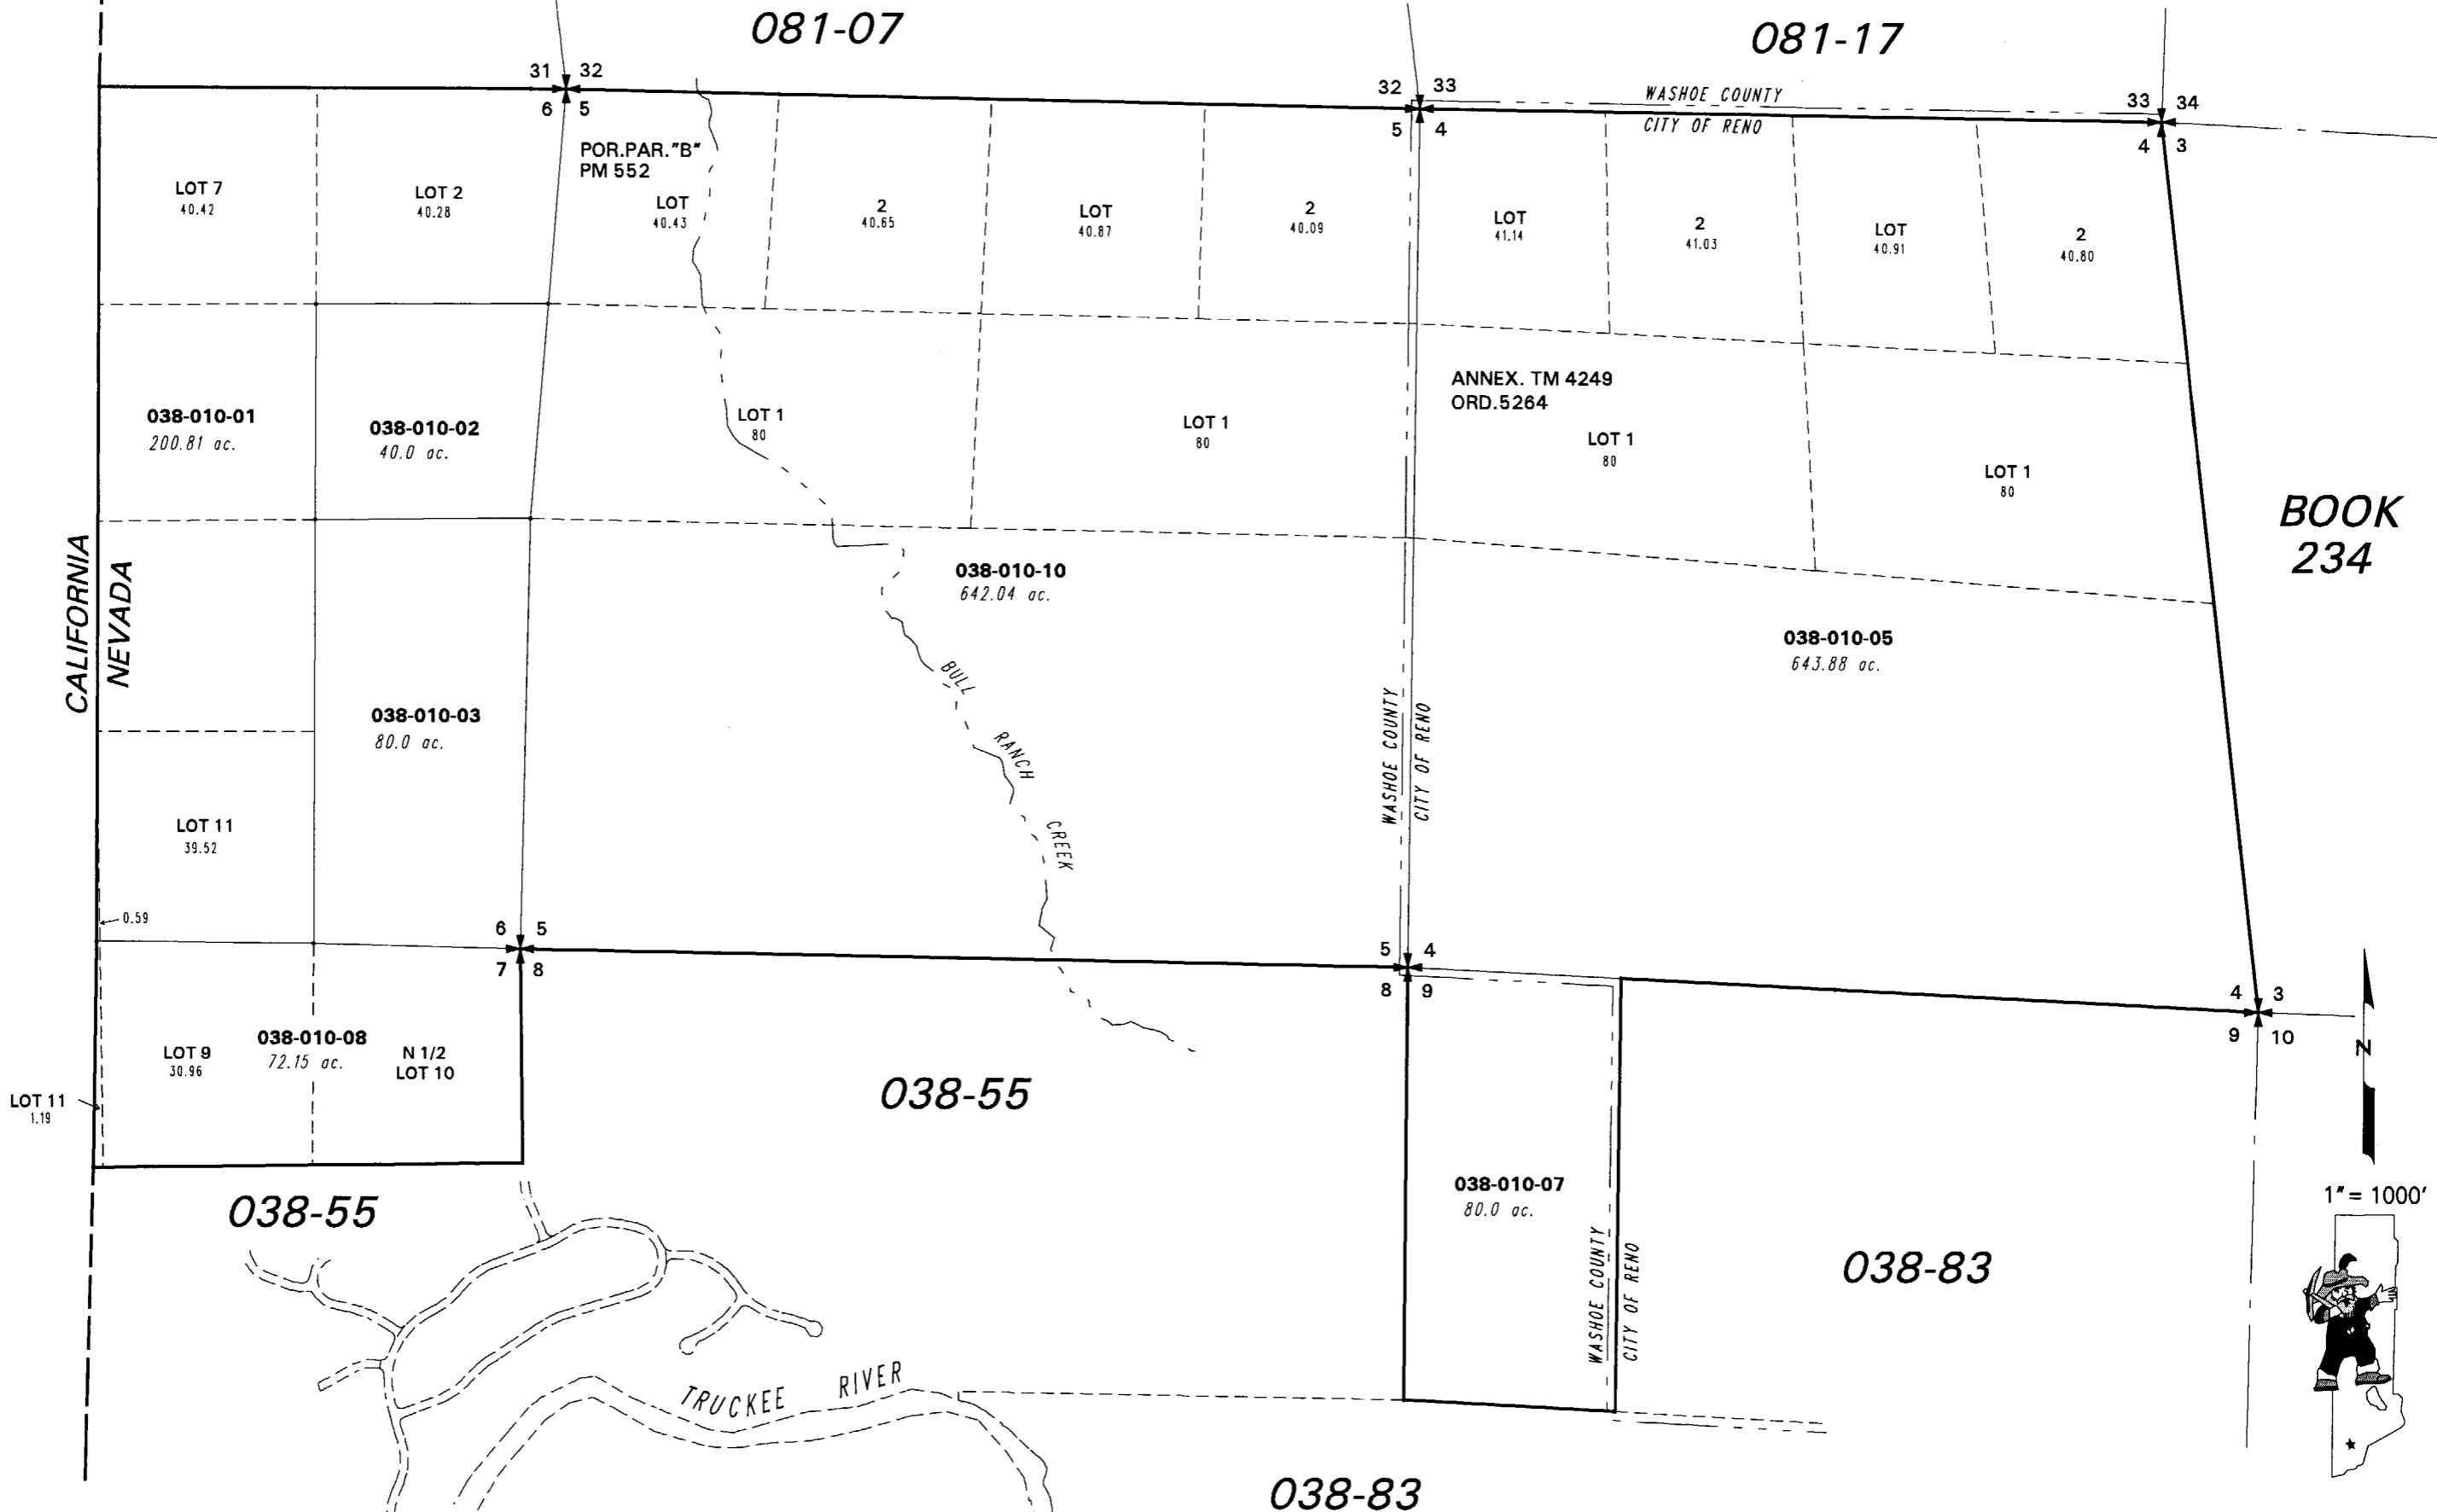 081-07
081-17
31 32
6 5
32 33
5 4
WASHOE COUNTY
CITY OF RENO
33 34
4 3
POR.PAR."B"
PM 552
LOT 7
40.42
LOT 2
40.28
LOT
40.43
2
40.65
LOT
40.87
2
40.09
LOT
41.14
2
41.03
LOT
40.91
2
40.80
ANNEX. TM 4249
ORD.5264
038-010-01
200.81 ac.
038-010-02
40.0 ac.
LOT 1
80
LOT 1
80
LOT 1
80
LOT 1
80
BOOK
234
CALIFORNIA
NEVADA
038-010-10
642.04 ac.
038-010-05
643.88 ac.
BULL
RANCH
CREEK
WASHOE COUNTY
CITY OF RENO
038-010-03
80.0 ac.
LOT 11
39.52
0.59
6 5
7 8
5 4
8 9
4 3
9 10
N
038-010-08
72.15 ac.
LOT 9
30.96
N 1/2
LOT 10
LOT 11
1.19
038-55
038-55
038-010-07
80.0 ac.
WASHOE COUNTY
CITY OF RENO
038-83
1"= 1000'
TRUCKEE RIVER
038-83